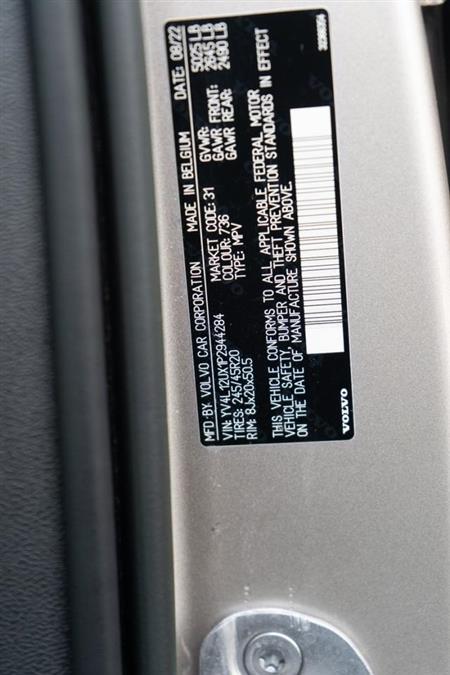 MFD BY: VOLVO CAR CORPORATION MADE IN BELGIUM DATE: 08/22
VIN: YV4L12UX1P2944284 GVWR: 5025 LB
TIRES: 245/45R20 MARKET CODE: 31 GAWR FRONT: 2645 LB
RIM: 8Jx20x50.5 COLOUR: 736 GAWR REAR: 2490 LB
TYPE: MPV
THIS VEHICLE CONFORMS TO ALL APPLICABLE FEDERAL MOTOR
VEHICLE SAFETY, BUMPER AND THEFT PREVENTION STANDARDS IN EFFECT
ON THE DATE OF MANUFACTURE SHOWN ABOVE.
VOLVO